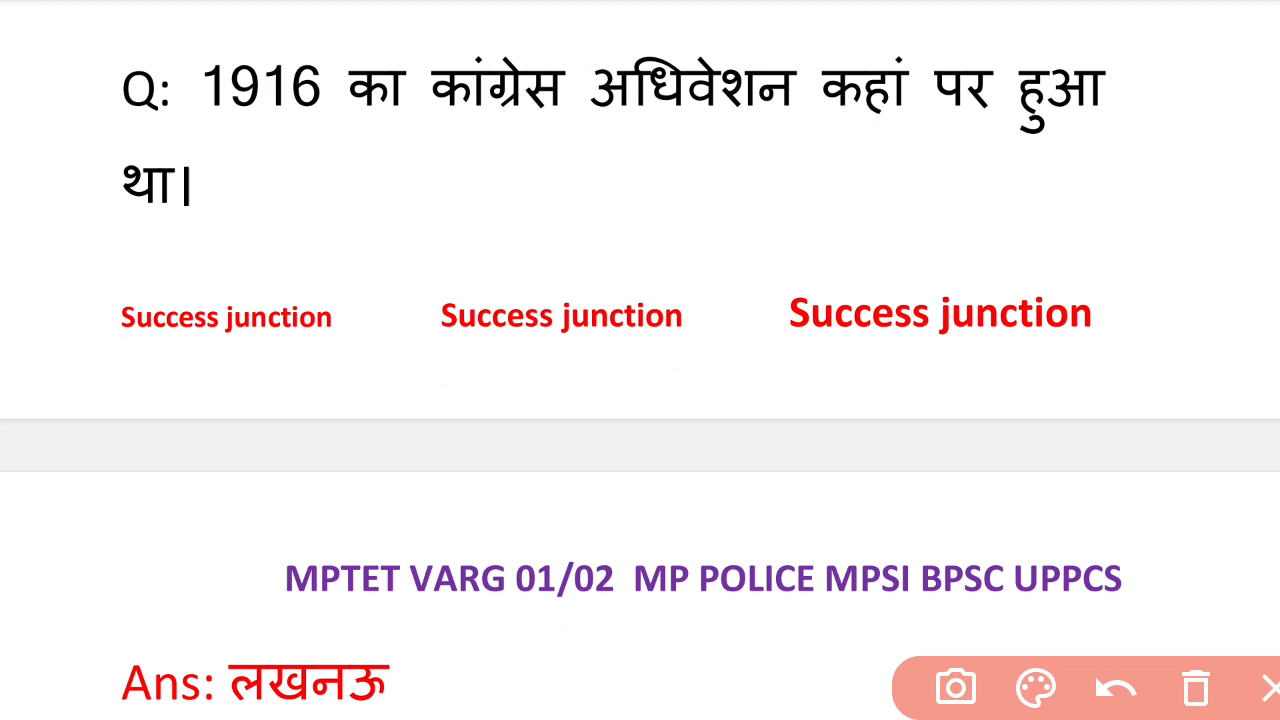 Q: 1916 का कांग्रेस अधिवेशन कहां पर हुआ
था।
Success junction Success junction Success junction
MPTET VARG 01/02 MP POLICE MPSI BPSC UPPCS
Ans: लखनऊ